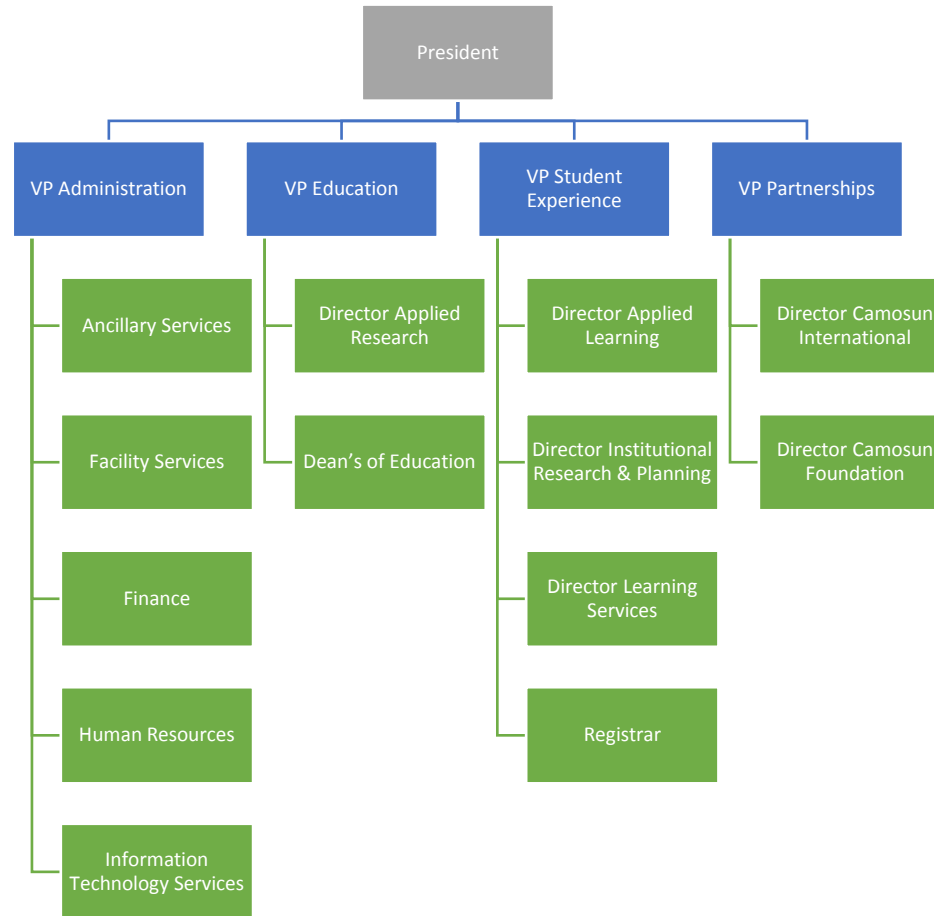 President
VP Administration
VP Education
VP Student
Experience
VP Partnerships
Ancillary Services
Director Applied
Research
Director Applied
Learning
Director Camosun
International
Facility Services
Dean’s of Education
Director Institutional
Research & Planning
Director Camosun
Foundation
Finance
Director Learning
Services
Human Resources
Registrar
Information
Technology Services